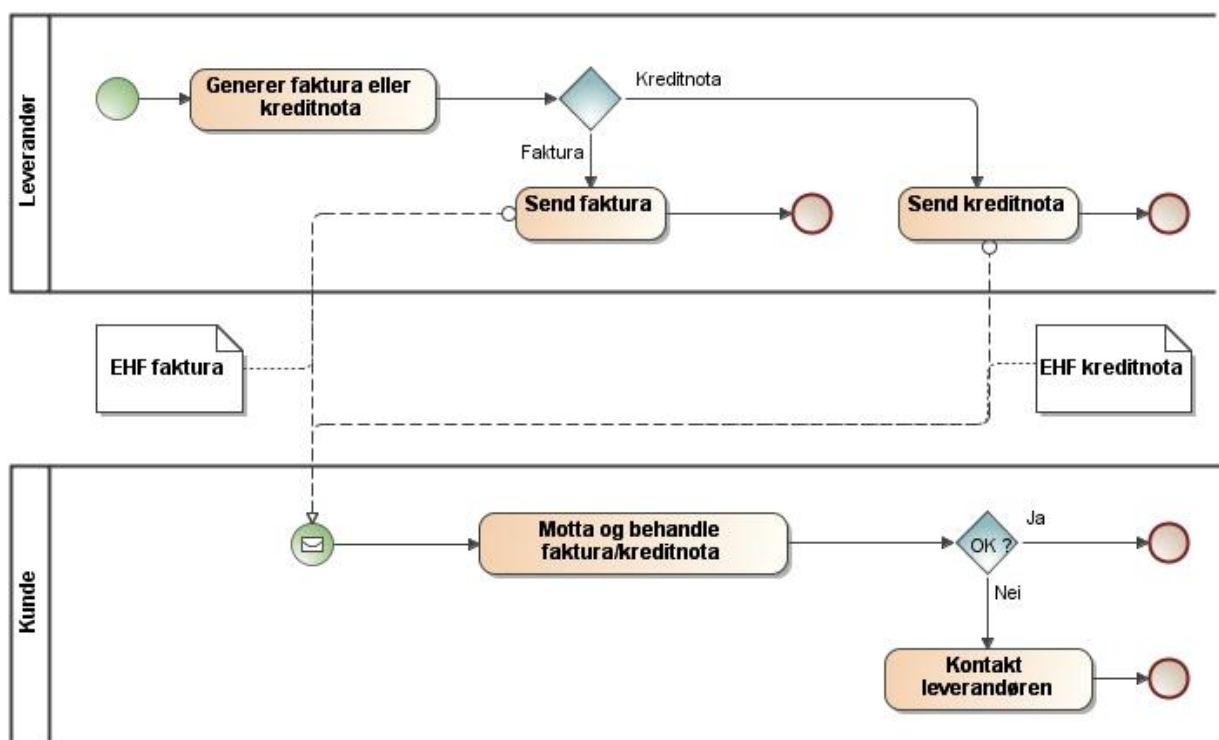 Leverandør
Generer faktura eller
kreditnota
Kreditnota
Faktura
Send faktura
Send kreditnota
EHF faktura
EHF kreditnota
Kunde
Motta og behandle
faktura/kreditnota
OK ?
Ja
Nei
Kontakt
leverandøren